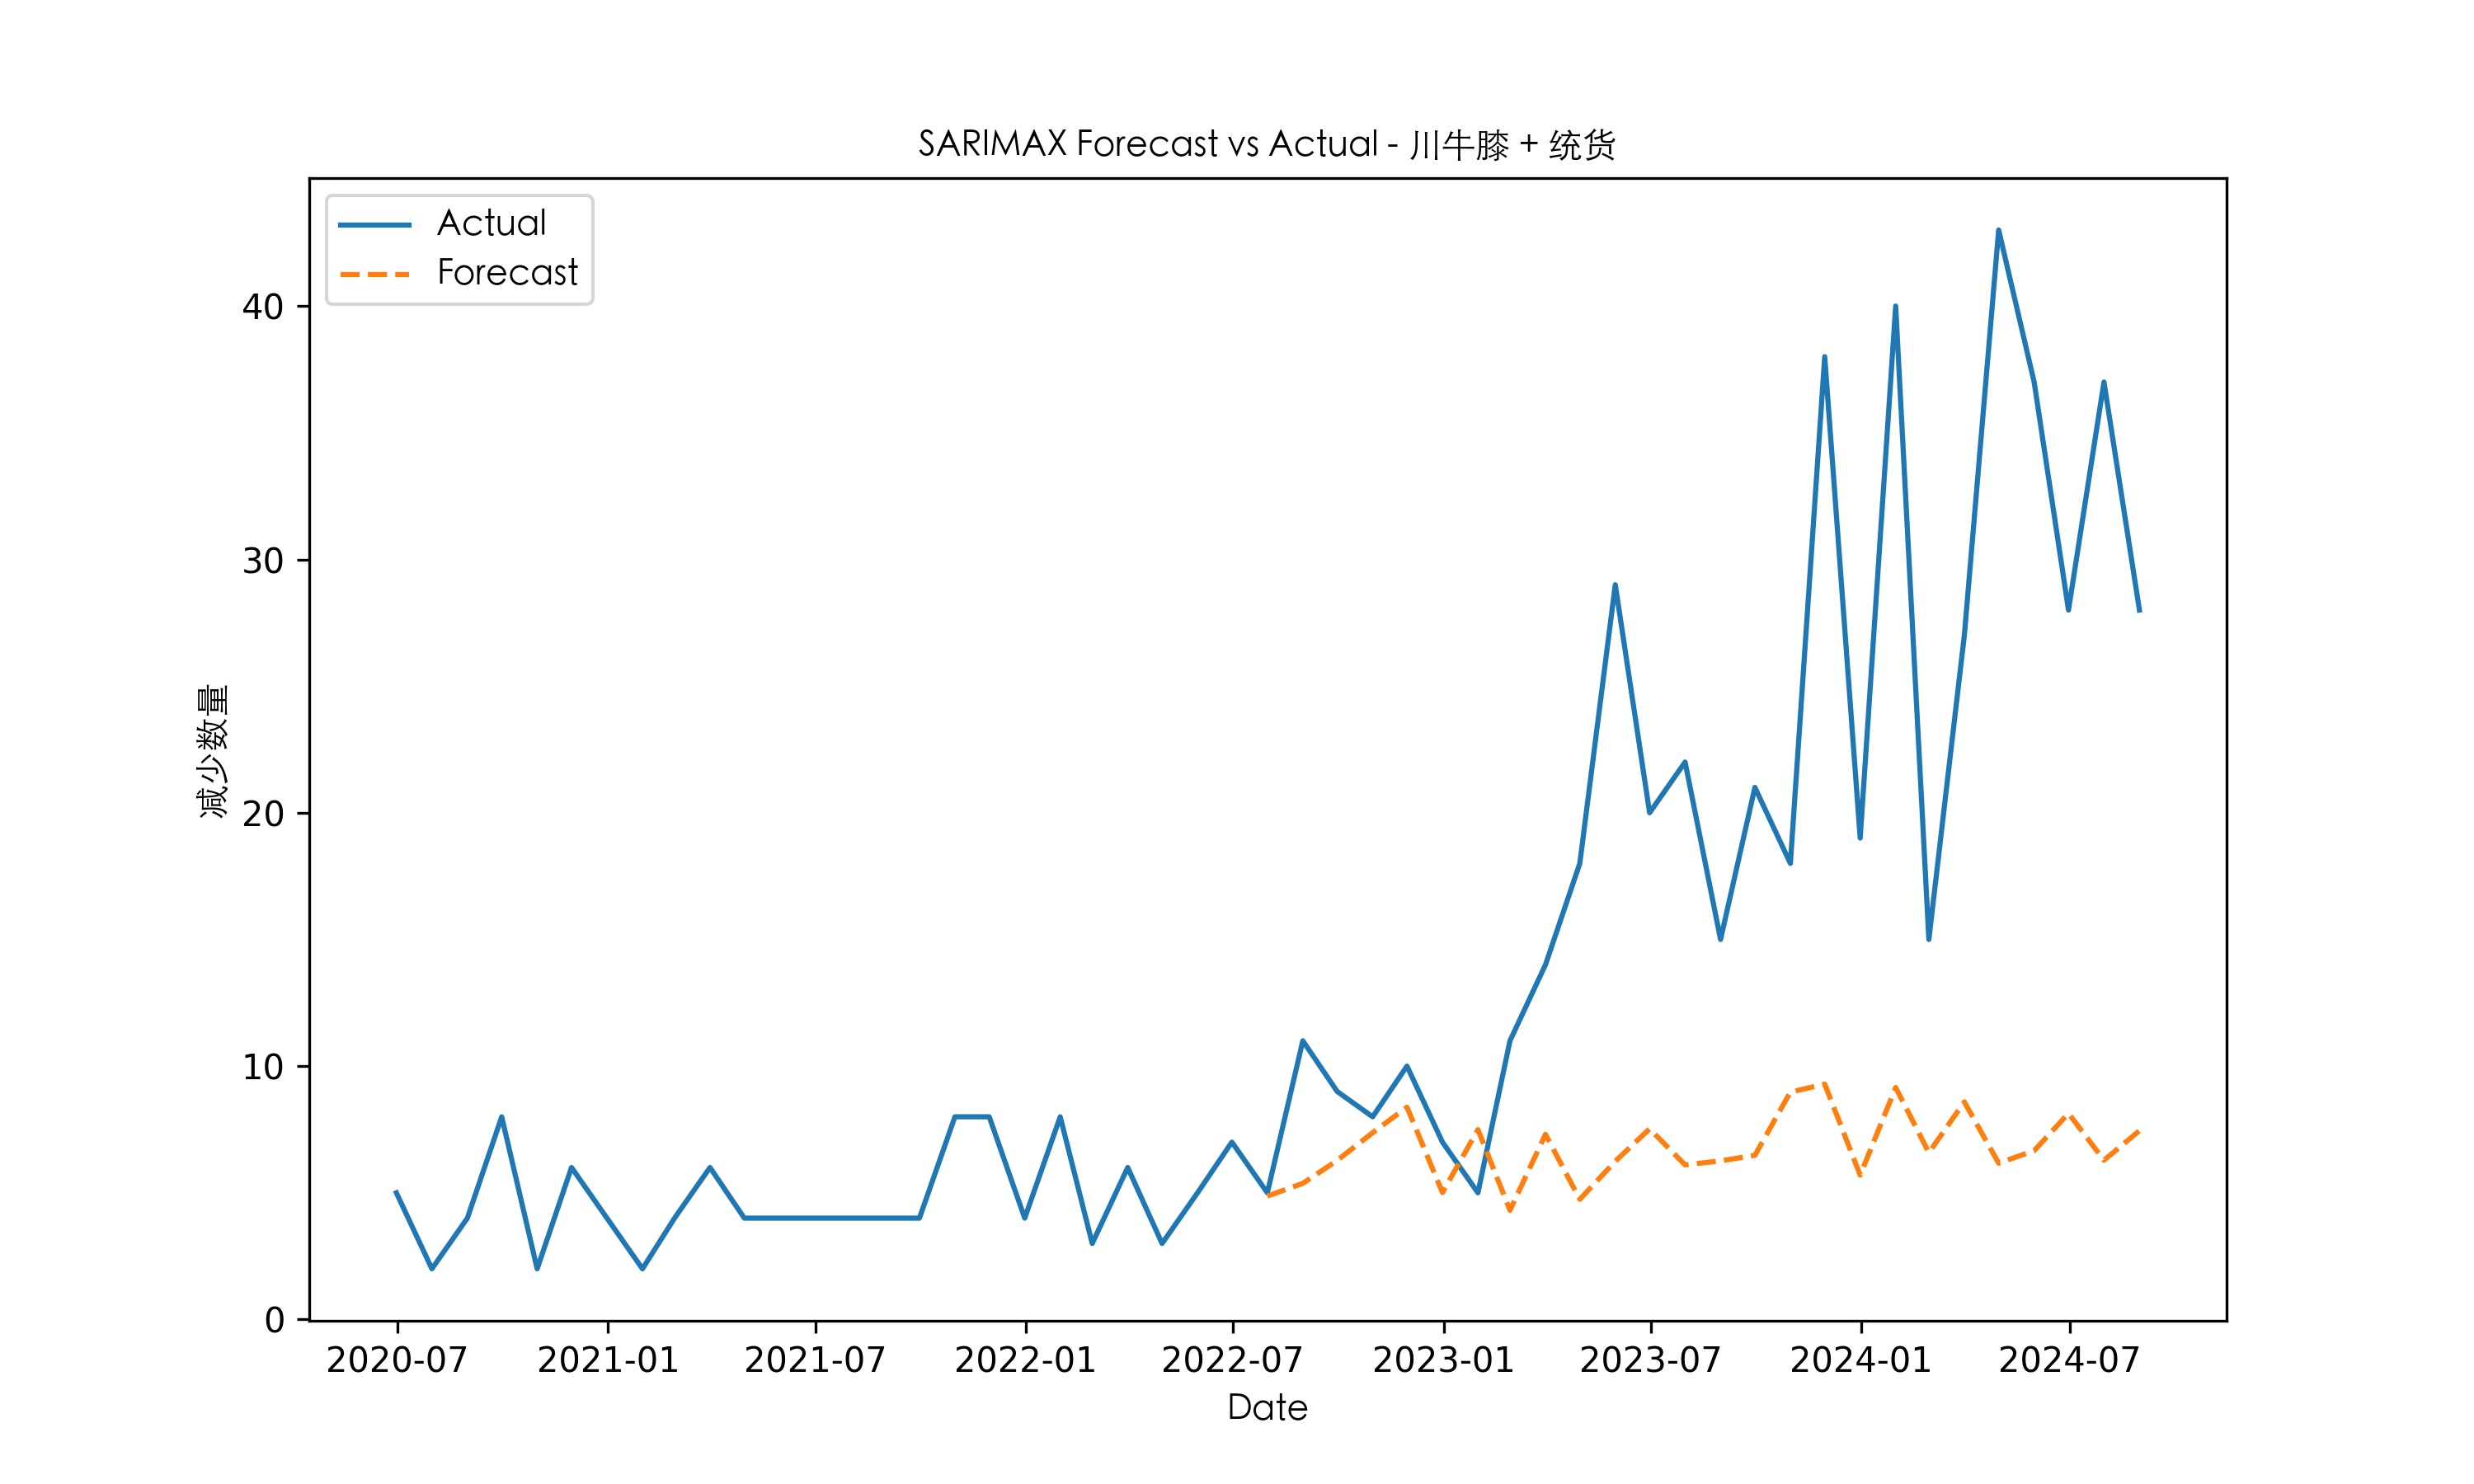 SARIMAX Forecast vs Actual - 川牛膝 + 统货
Actual
Forecast
减少数量
40
30
20
10
0
2020-07 2021-01 2021-07 2022-01 2022-07 2023-01 2023-07 2024-01 2024-07
Date